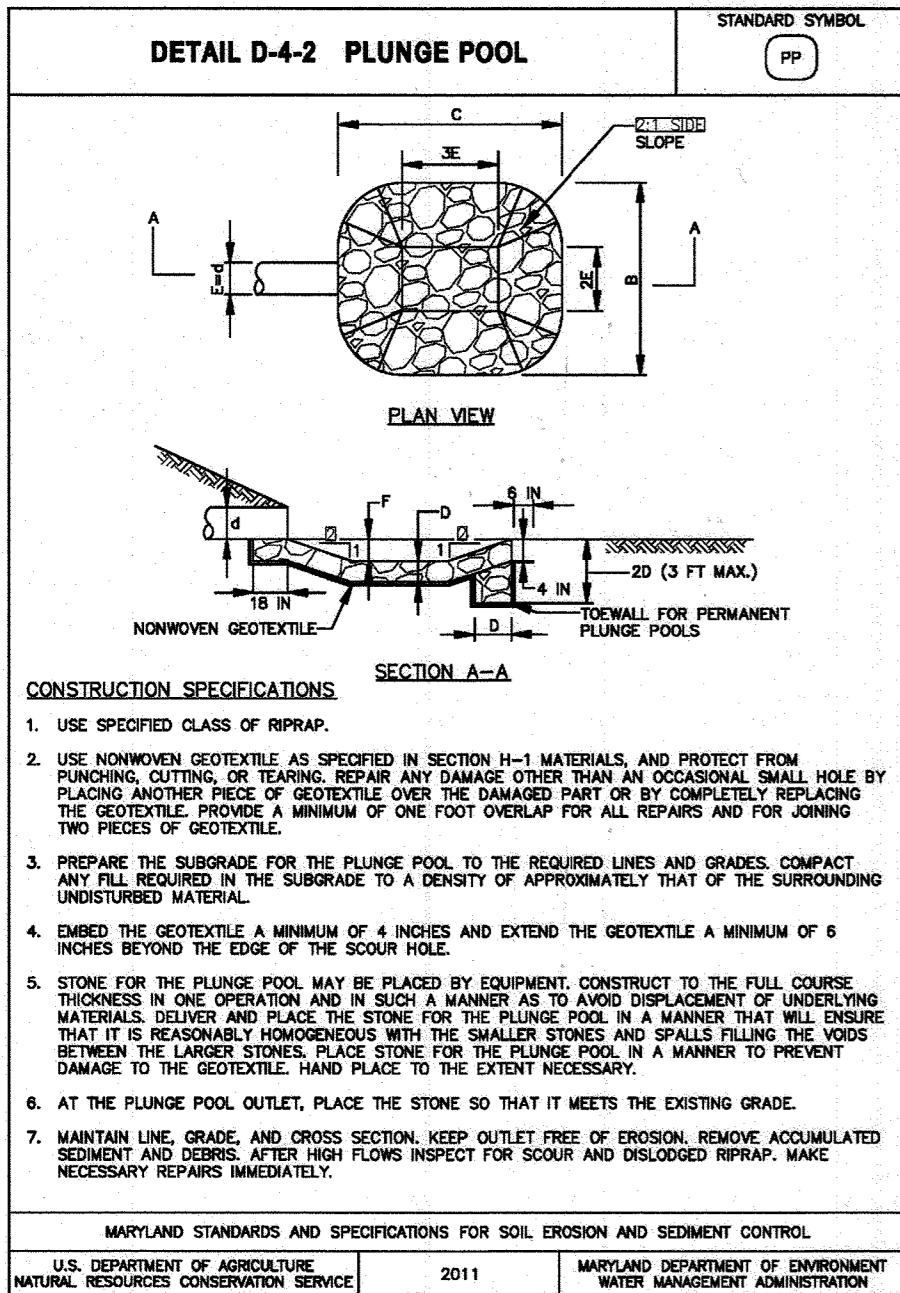 DETAIL D-4-2 PLUNGE POOL
STANDARD SYMBOL
PP
C
2:1 SIDE
SLOPE
3E
A
A
E=d
2E
B
PLAN VIEW
6 IN
F
D
d
2
2
1
1
2D (3 FT MAX.)
4 IN
18 IN
D
TOEWALL FOR PERMANENT
PLUNGE POOLS
NONWOVEN GEOTEXTILE
SECTION A-A
CONSTRUCTION SPECIFICATIONS
1. USE SPECIFIED CLASS OF RIPRAP.
2. USE NONWOVEN GEOTEXTILE AS SPECIFIED IN SECTION H-1 MATERIALS, AND PROTECT FROM
PUNCHING, CUTTING, OR TEARING. REPAIR ANY DAMAGE OTHER THAN AN OCCASIONAL SMALL HOLE BY
PLACING ANOTHER PIECE OF GEOTEXTILE OVER THE DAMAGED PART OR BY COMPLETELY REPLACING
THE GEOTEXTILE. PROVIDE A MINIMUM OF ONE FOOT OVERLAP FOR ALL REPAIRS AND FOR JOINING
TWO PIECES OF GEOTEXTILE.
3. PREPARE THE SUBGRADE FOR THE PLUNGE POOL TO THE REQUIRED LINES AND GRADES. COMPACT
ANY FILL REQUIRED IN THE SUBGRADE TO A DENSITY OF APPROXIMATELY THAT OF THE SURROUNDING
UNDISTURBED MATERIAL.
4. EMBED THE GEOTEXTILE A MINIMUM OF 4 INCHES AND EXTEND THE GEOTEXTILE A MINIMUM OF 6
INCHES BEYOND THE EDGE OF THE SCOUR HOLE.
5. STONE FOR THE PLUNGE POOL MAY BE PLACED BY EQUIPMENT. CONSTRUCT TO THE FULL COURSE
THICKNESS IN ONE OPERATION AND IN SUCH A MANNER AS TO AVOID DISPLACEMENT OF UNDERLYING
MATERIALS. DELIVER AND PLACE THE STONE FOR THE PLUNGE POOL IN A MANNER THAT WILL ENSURE
THAT IT IS REASONABLY HOMOGENEOUS WITH THE SMALLER STONES AND SPALLS FILLING THE VOIDS
BETWEEN THE LARGER STONES. PLACE STONE FOR THE PLUNGE POOL IN A MANNER TO PREVENT
DAMAGE TO THE GEOTEXTILE. HAND PLACE TO THE EXTENT NECESSARY.
6. AT THE PLUNGE POOL OUTLET, PLACE THE STONE SO THAT IT MEETS THE EXISTING GRADE.
7. MAINTAIN LINE, GRADE, AND CROSS SECTION. KEEP OUTLET FREE OF EROSION. REMOVE ACCUMULATED
SEDIMENT AND DEBRIS. AFTER HIGH FLOWS INSPECT FOR SCOUR AND DISLODGED RIPRAP. MAKE
NECESSARY REPAIRS IMMEDIATELY.
MARYLAND STANDARDS AND SPECIFICATIONS FOR SOIL EROSION AND SEDIMENT CONTROL
U.S. DEPARTMENT OF AGRICULTURE
NATURAL RESOURCES CONSERVATION SERVICE
2011
MARYLAND DEPARTMENT OF ENVIRONMENT
WATER MANAGEMENT ADMINISTRATION